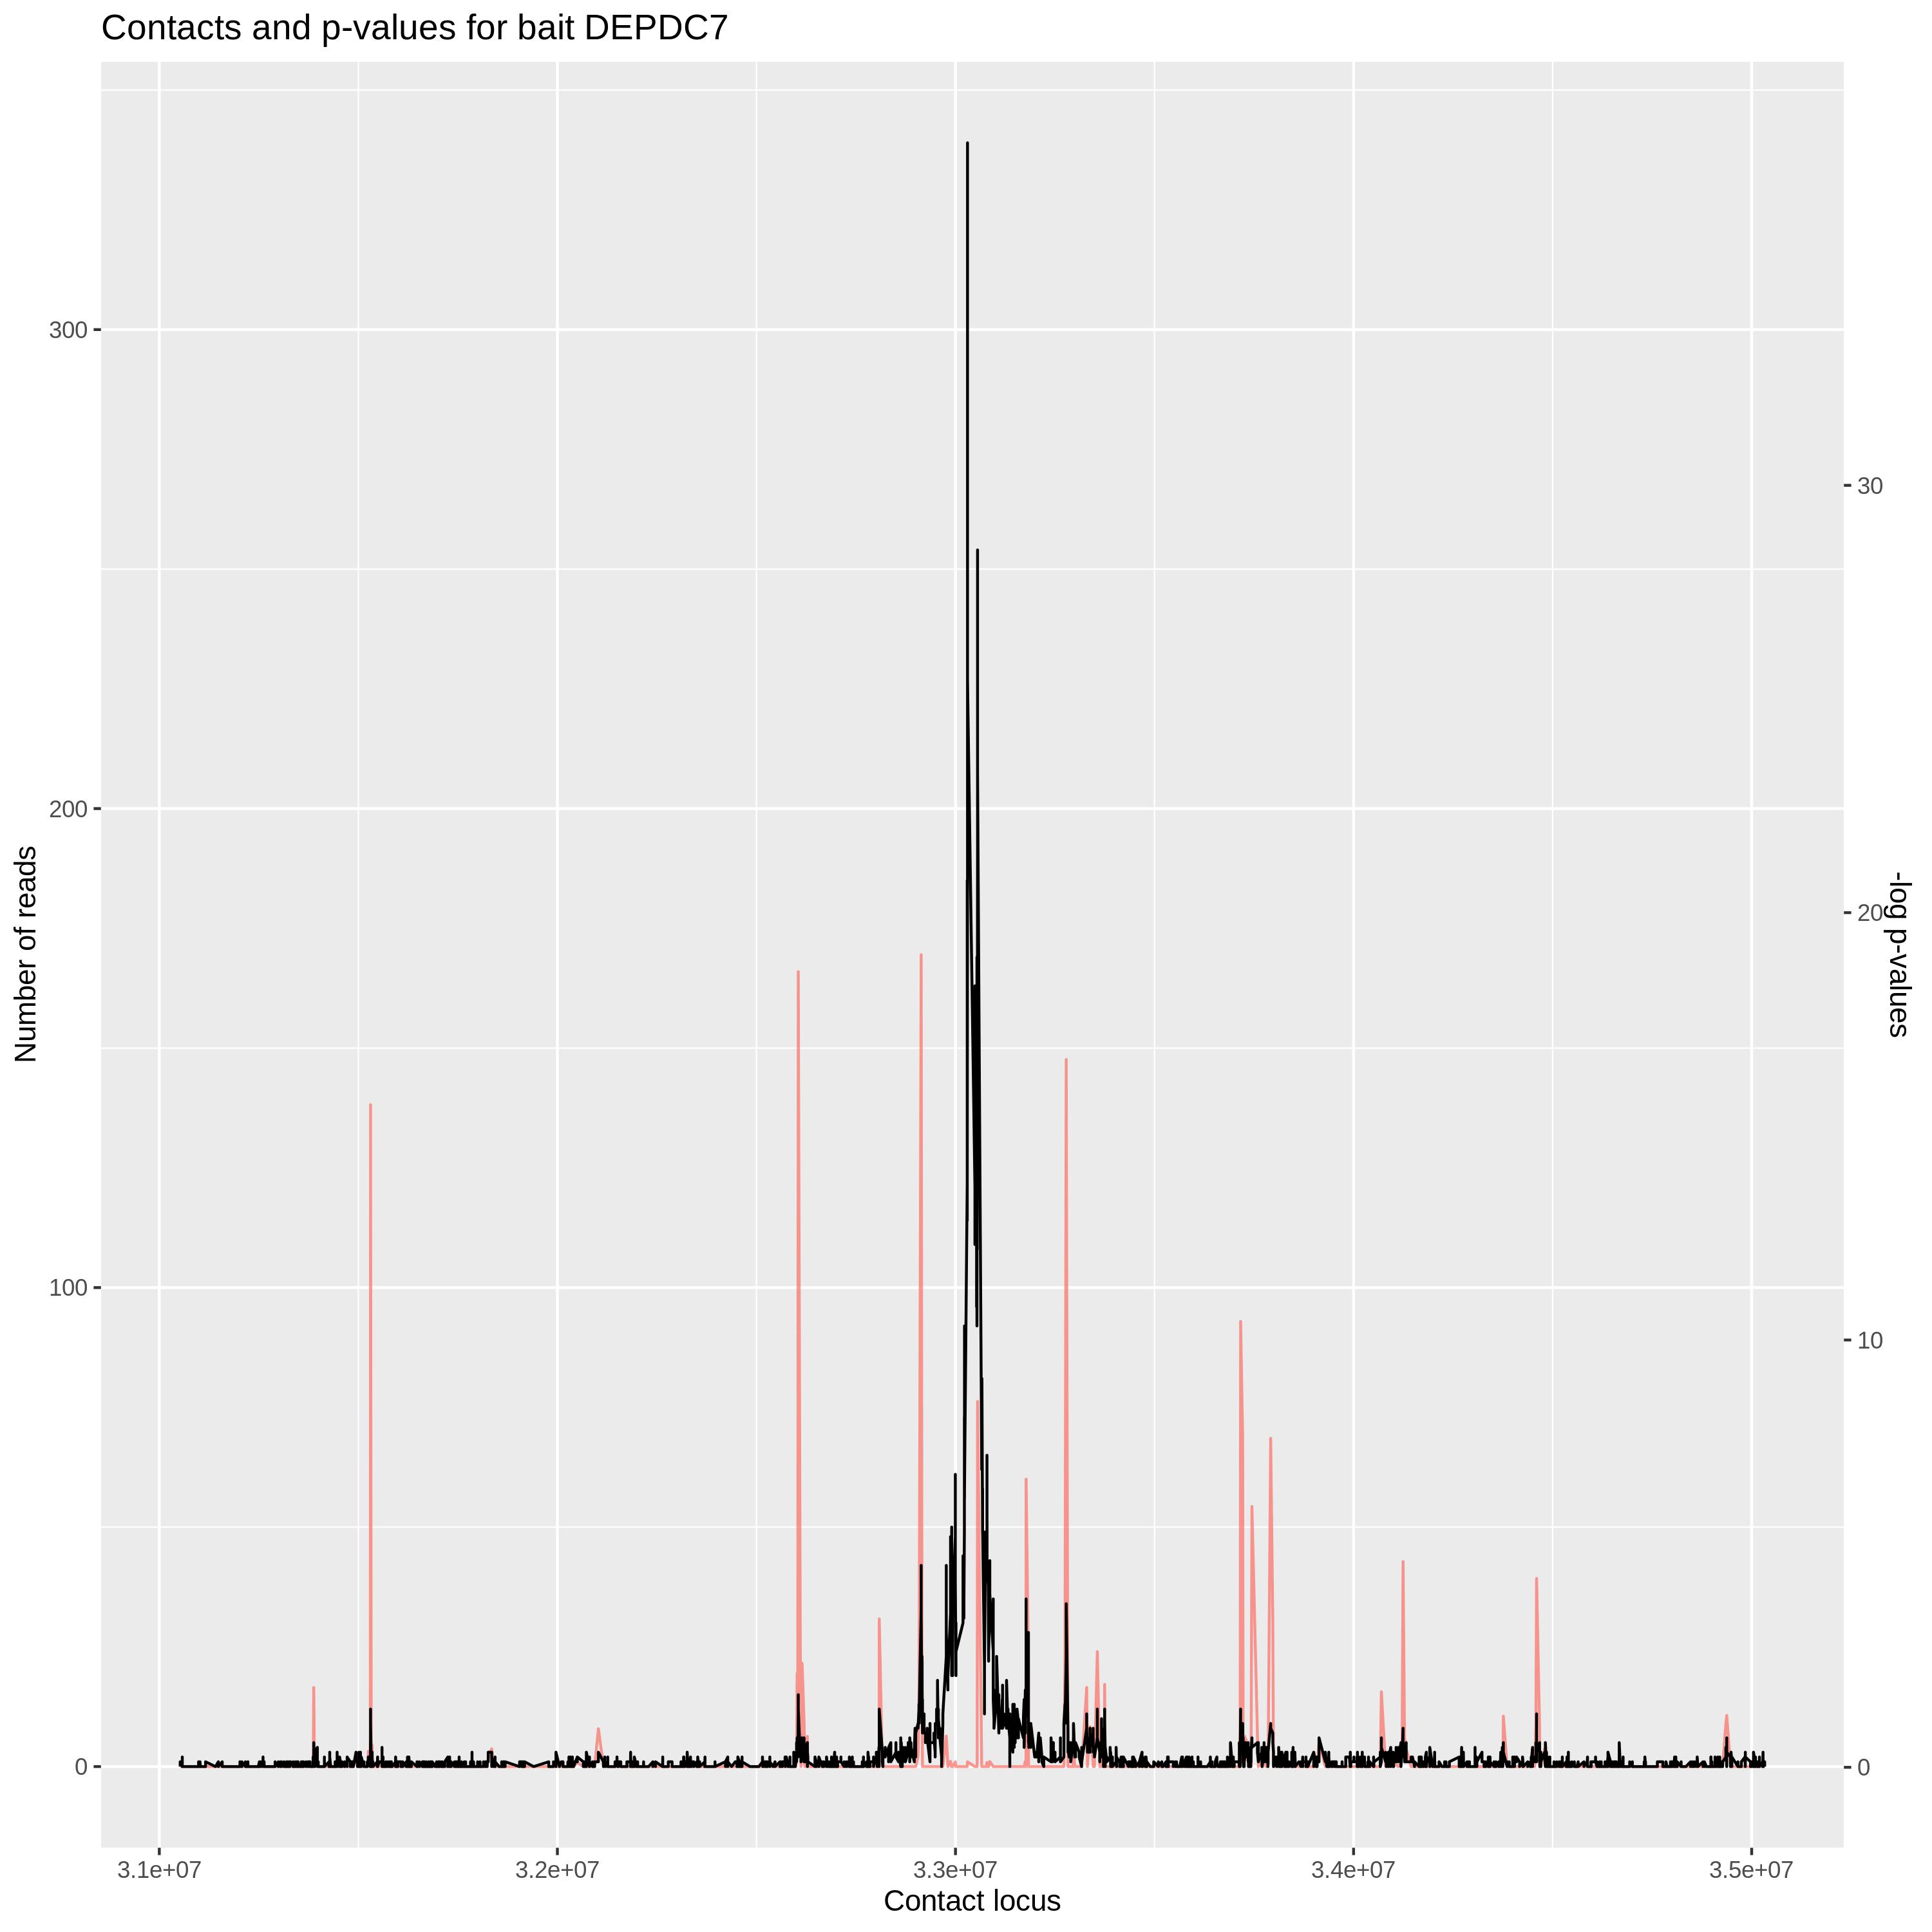 Contacts and p-values for bait DEPDC7
300
200
100
0
Number of reads
30
20
10
0
-log p-values
3.1e+07
3.2e+07
3.3e+07
3.4e+07
3.5e+07
Contact locus